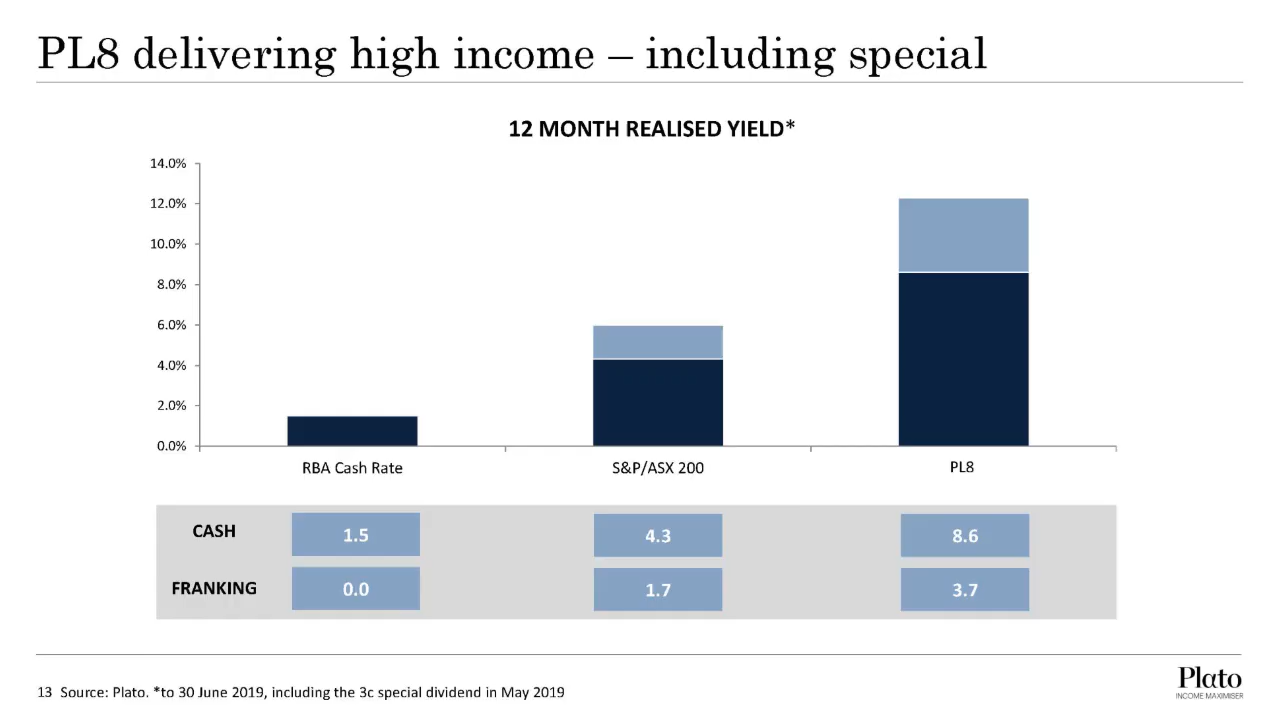 PL8 delivering high income – including special
12 MONTH REALISED YIELD*
14.0%
12.0%
10.0%
8.0%
6.0%
4.0%
2.0%
0.0%
RBA Cash Rate S&P/ASX 200 PL8
CASH 1.5 4.3 8.6
FRANKING 0.0 1.7 3.7
13 Source: Plato. *to 30 June 2019, including the 3c special dividend in May 2019
Plato
INCOME MAXIMISER